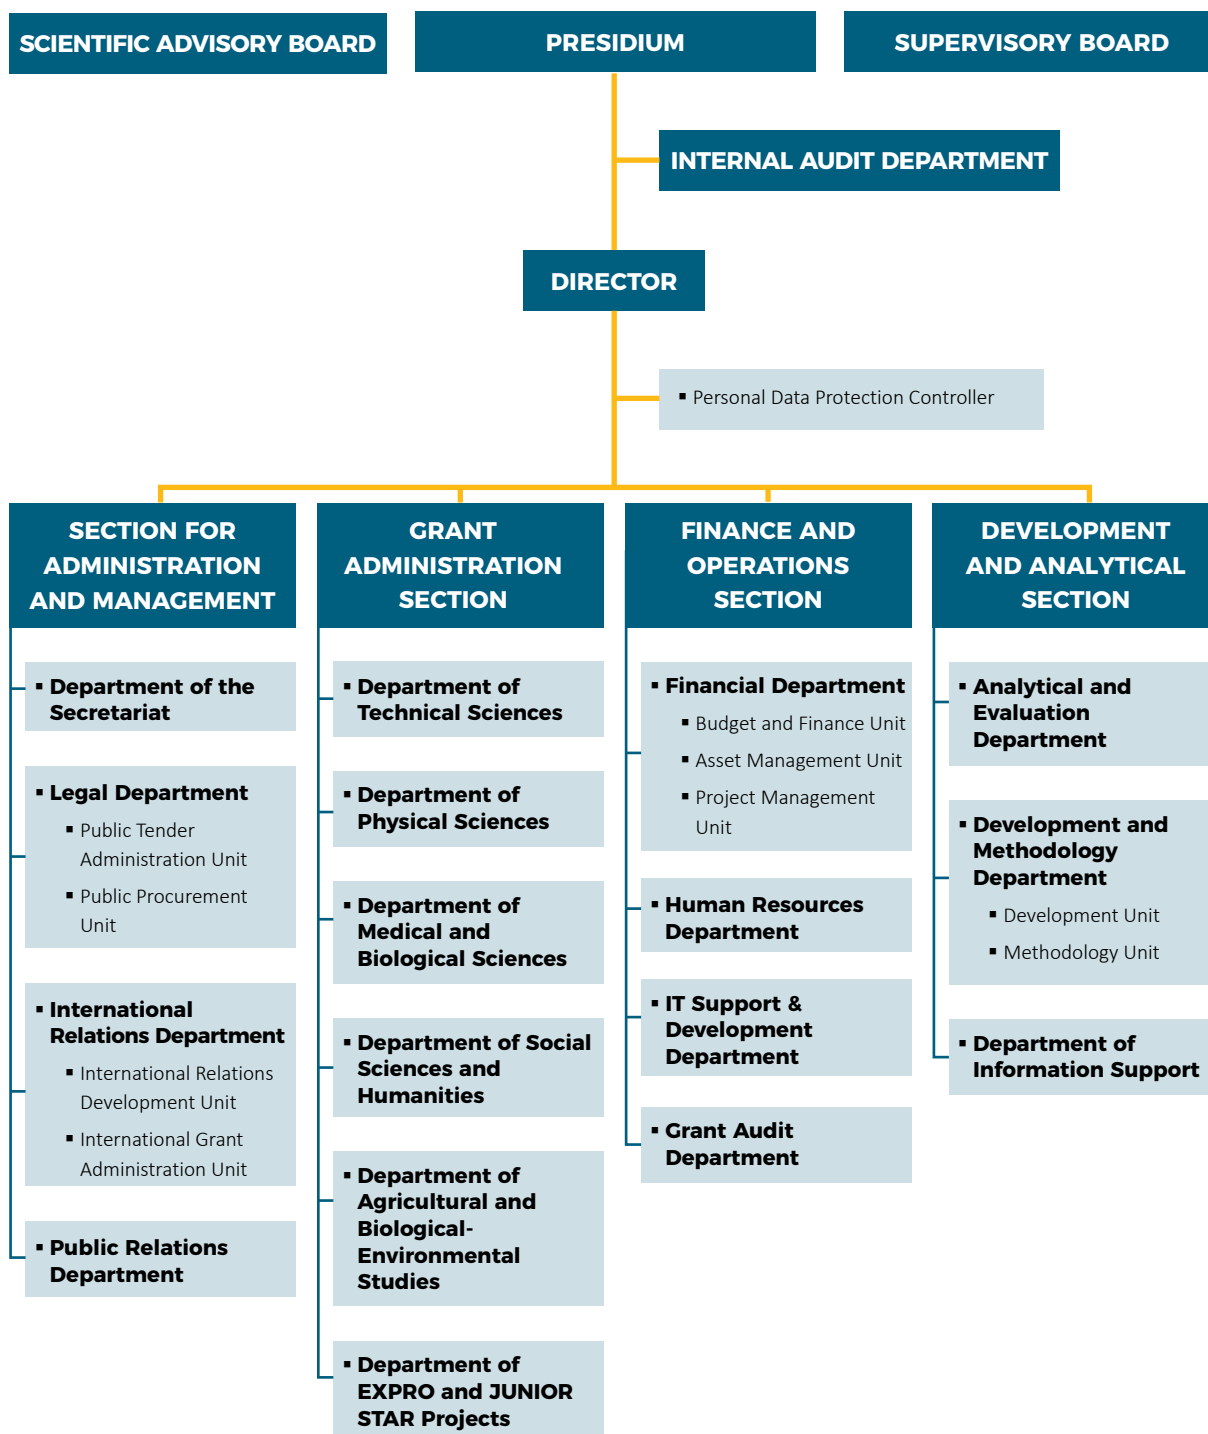 SCIENTIFIC ADVISORY BOARD
PRESIDIUM
SUPERVISORY BOARD
INTERNAL AUDIT DEPARTMENT
DIRECTOR
▪ Personal Data Protection Controller
SECTION FOR
ADMINISTRATION
AND MANAGEMENT
▪ Department of the
Secretariat
▪ Legal Department
▪ Public Tender
Administration Unit
▪ Public Procurement
Unit
▪ International
Relations Department
▪ International Relations
Development Unit
▪ International Grant
Administration Unit
▪ Public Relations
Department
GRANT
ADMINISTRATION
SECTION
▪ Department of
Technical Sciences
▪ Department of
Physical Sciences
▪ Department of
Medical and
Biological Sciences
▪ Department of Social
Sciences and
Humanities
▪ Department of
Agricultural and
Biological-
Environmental
Studies
▪ Department of
EXPRO and JUNIOR
STAR Projects
FINANCE AND
OPERATIONS
SECTION
▪ Financial Department
▪ Budget and Finance Unit
▪ Asset Management Unit
▪ Project Management
Unit
▪ Human Resources
Department
▪ IT Support &
Development
Department
▪ Grant Audit
Department
DEVELOPMENT
AND ANALYTICAL
SECTION
▪ Analytical and
Evaluation
Department
▪ Development and
Methodology
Department
▪ Development Unit
▪ Methodology Unit
▪ Department of
Information Support